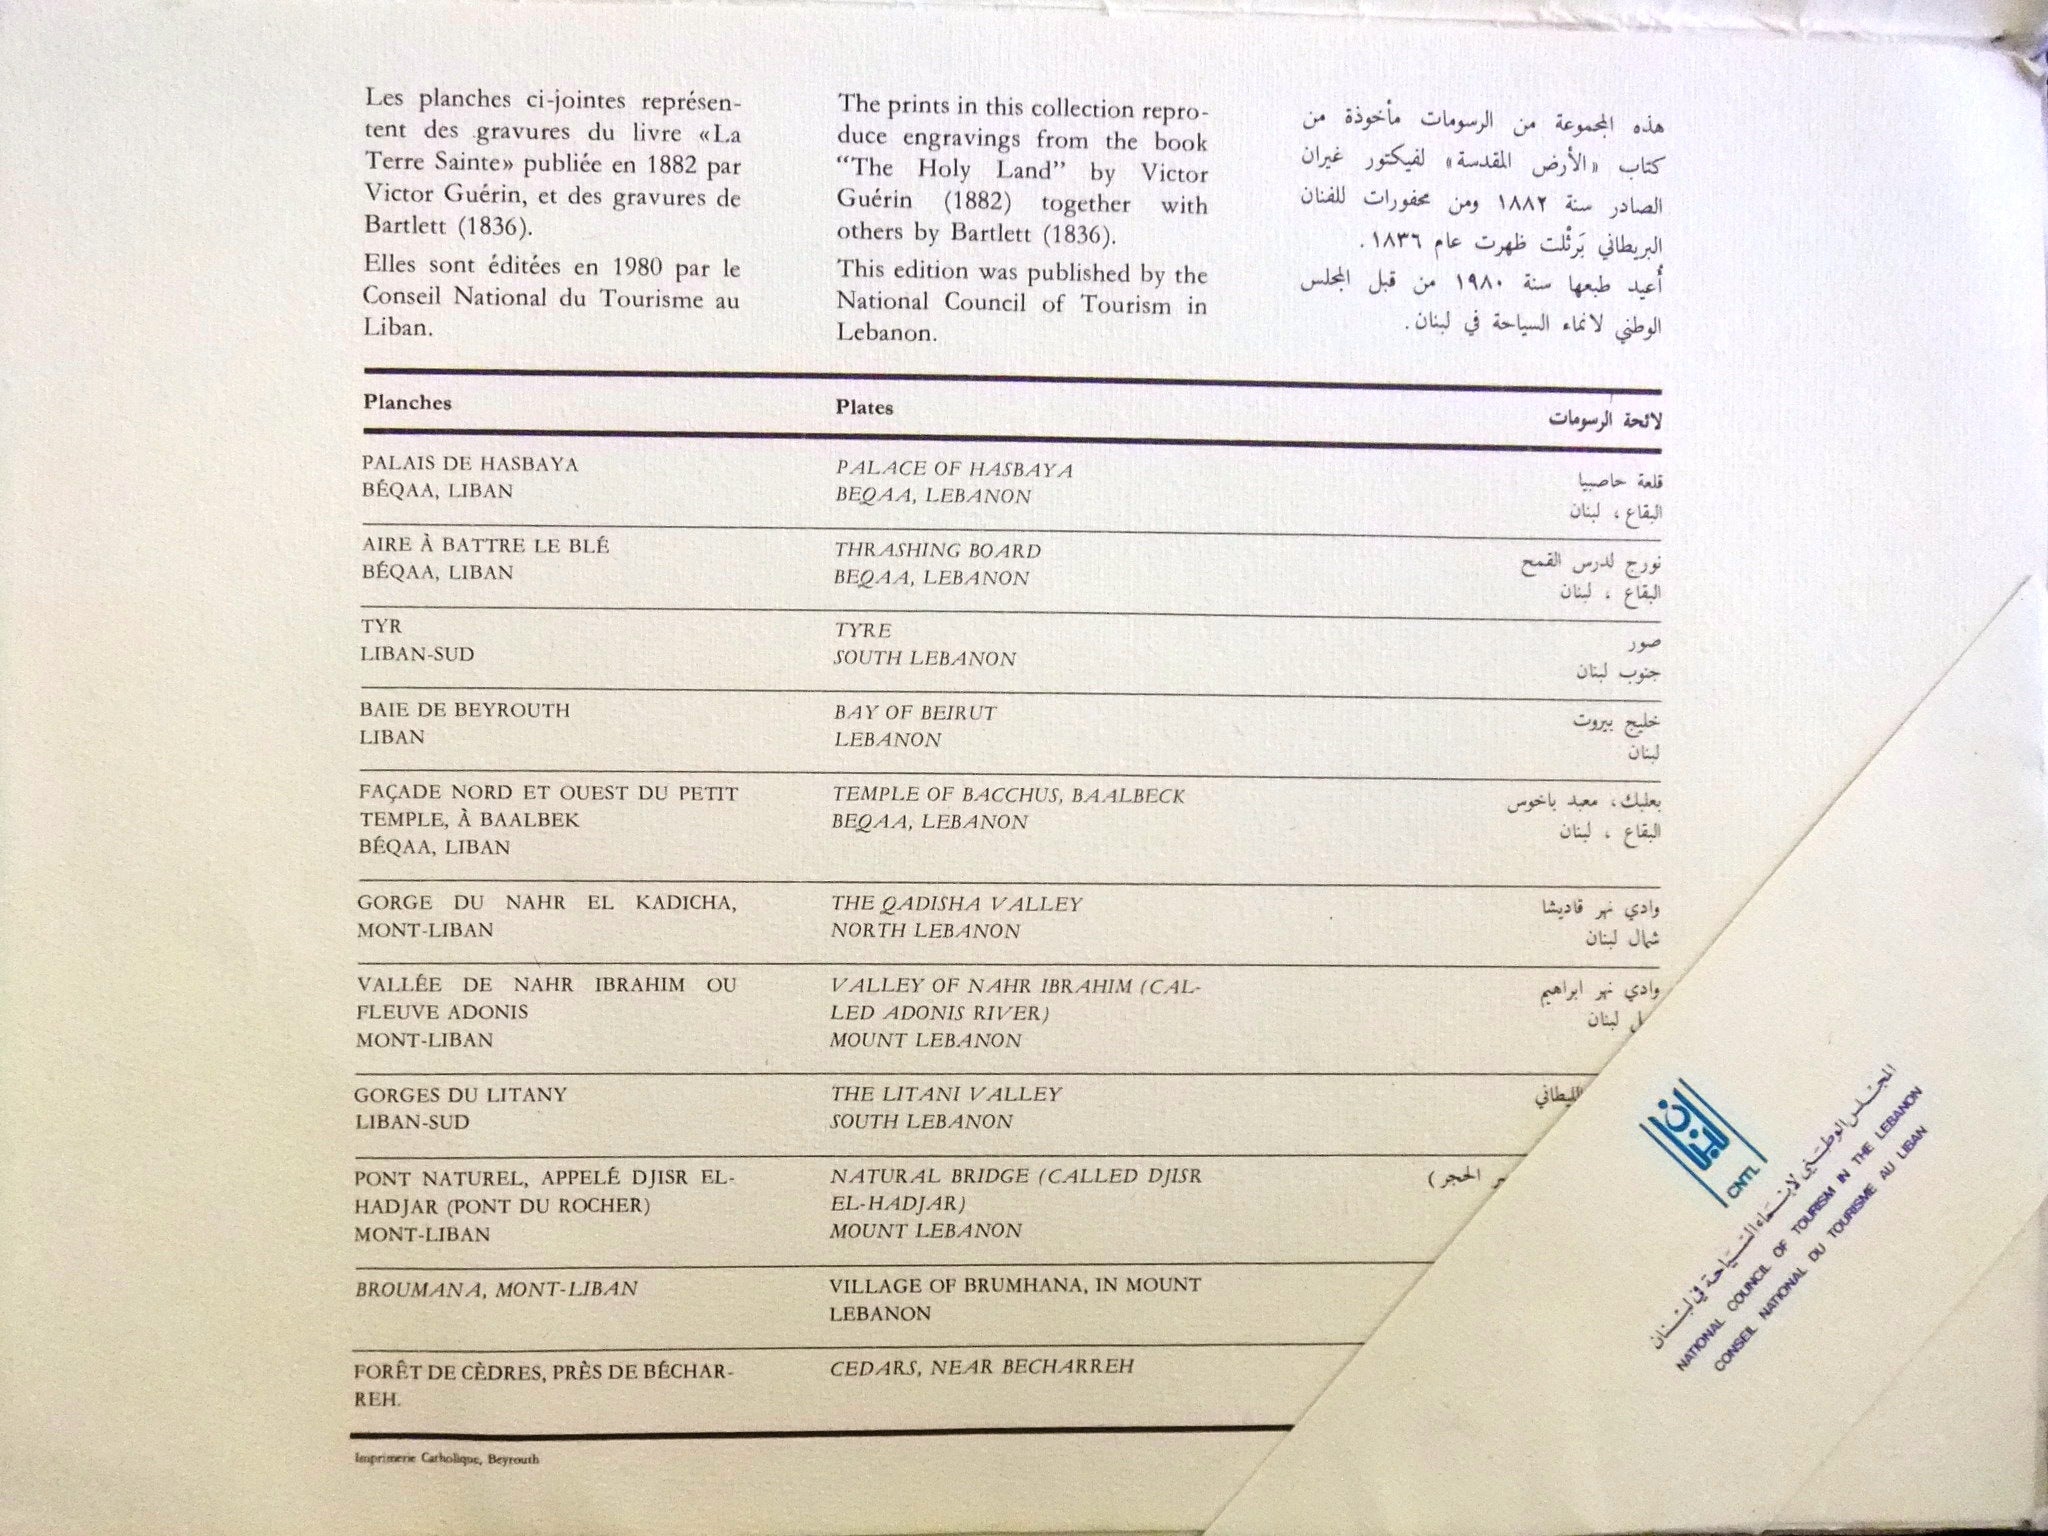 Les planches ci-jointes représen-
tent des gravures du livre «La
Terre Sainte» publiée en 1882 par
Victor Guérin, et des gravures de
Bartlett (1836).
Elles sont éditées en 1980 par le
Conseil National du Tourisme au
Liban.
The prints in this collection repro-
duce engravings from the book
“The Holy Land” by Victor
Guérin (1882) together with
others by Bartlett (1836).
This edition was published by the
National Council of Tourism in
Lebanon.
هذه المجموعة من الرسومات مأخوذة من
كتاب «الأرض المقدسة» لفيكتور غيران
الصادر سنة ١٨٨٢ ومن محفورات للفنان
البريطاني بَرثْلت ظهرت عام ١٨٣٦.
أُعيد طبعها سنة ١٩٨٠ من قبل المجلس
الوطني لانماء السياحة في لبنان.
Planches
Plates
لائحة الرسومات
PALAIS DE HASBAYA
BÉQAA, LIBAN
PALACE OF HASBAYA
BEQAA, LEBANON
قلعة حاصبيا
البقاع، لبنان
AIRE À BATTRE LE BLÉ
BÉQAA, LIBAN
THRASHING BOARD
BEQAA, LEBANON
نورج لدرس القمح
البقاع ، لبنان
TYR
LIBAN-SUD
TYRE
SOUTH LEBANON
صور
جنوب لبنان
BAIE DE BEYROUTH
LIBAN
BAY OF BEIRUT
LEBANON
خليج بيروت
لبنان
FAÇADE NORD ET OUEST DU PETIT
TEMPLE, À BAALBEK
BÉQAA, LIBAN
TEMPLE OF BACCHUS, BAALBECK
BEQAA, LEBANON
بعلبك، معبد باخوس
البقاع ، لبنان
GORGE DU NAHR EL KADICHA,
MONT-LIBAN
THE QADISHA VALLEY
NORTH LEBANON
وادي نهر قاديشا
شمال لبنان
VALLÉE DE NAHR IBRAHIM OU
FLEUVE ADONIS
MONT-LIBAN
VALLEY OF NAHR IBRAHIM (CAL-
LED ADONIS RIVER)
MOUNT LEBANON
وادي نهر ابراهيم
لبنان
GORGES DU LITANY
LIBAN-SUD
THE LITANI VALLEY
SOUTH LEBANON
الليطاني
PONT NATUREL, APPELÉ DJISR EL-
HADJAR (PONT DU ROCHER)
MONT-LIBAN
NATURAL BRIDGE (CALLED DJISR
EL-HADJAR)
MOUNT LEBANON
الحجر)
BROUMANA, MONT-LIBAN
VILLAGE OF BRUMHANA, IN MOUNT
LEBANON
FORÊT DE CÈDRES, PRÈS DE BÉCHAR-
REH.
CEDARS, NEAR BECHARREH
Imprimerie Catholique, Beyrouth
لبنان
CNTL
المجلس الوطني لانماء السياحة في لبنان
NATIONAL COUNCIL OF TOURISM IN THE LEBANON
CONSEIL NATIONAL DU TOURISME AU LIBAN